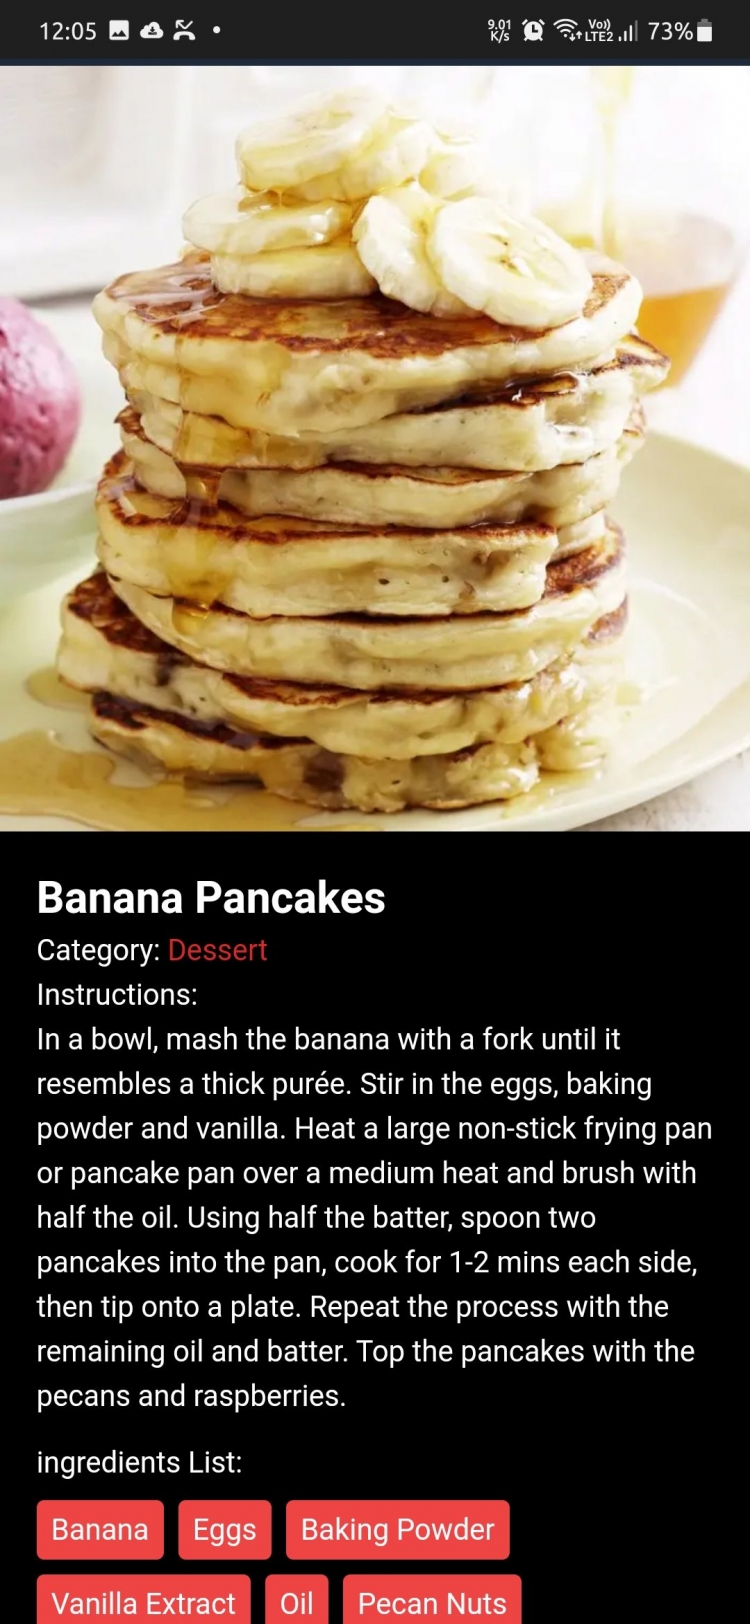 12:05 9.01 K/s Vo)) LTE2 73%
Banana Pancakes
Category: Dessert
Instructions:
In a bowl, mash the banana with a fork until it
resembles a thick purée. Stir in the eggs, baking
powder and vanilla. Heat a large non-stick frying pan
or pancake pan over a medium heat and brush with
half the oil. Using half the batter, spoon two
pancakes into the pan, cook for 1-2 mins each side,
then tip onto a plate. Repeat the process with the
remaining oil and batter. Top the pancakes with the
pecans and raspberries.
ingredients List:
Banana Eggs Baking Powder
Vanilla Extract Oil Pecan Nuts